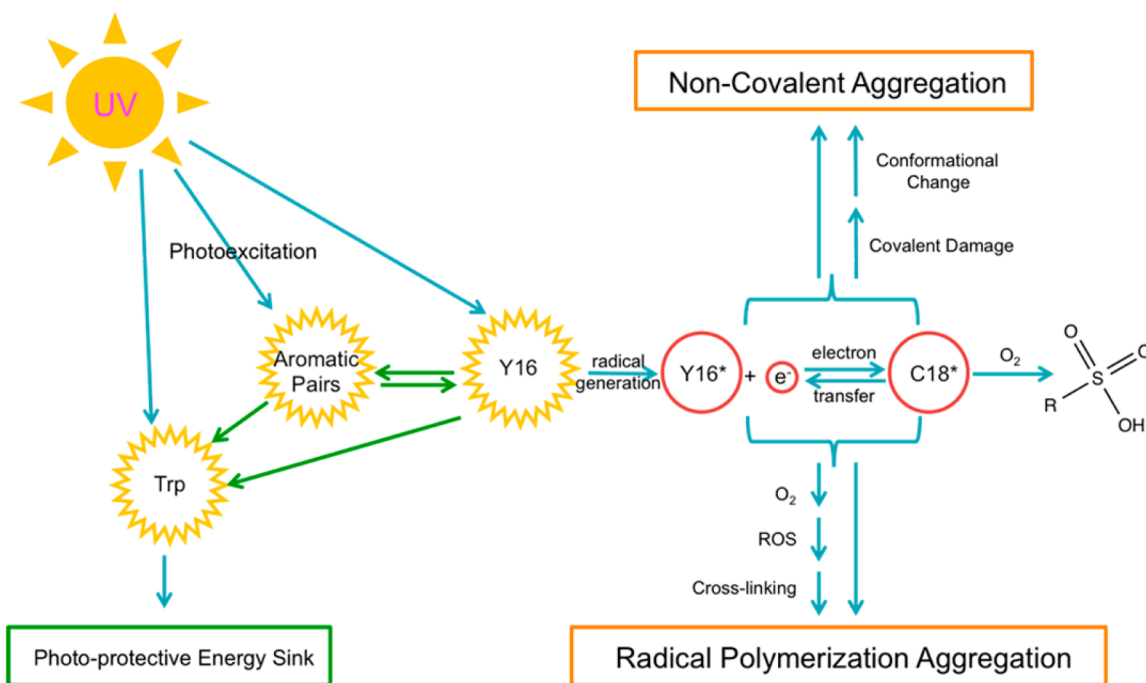 UV
Non-Covalent Aggregation
Conformational
Change
Covalent Damage
Photoexcitation
Aromatic
Pairs
Y16
radical
generation
Y16*
+
e-
electron
transfer
C18*
O2
O
O
S
R
OH
Trp
O2
ROS
Cross-linking
Photo-protective Energy Sink
Radical Polymerization Aggregation